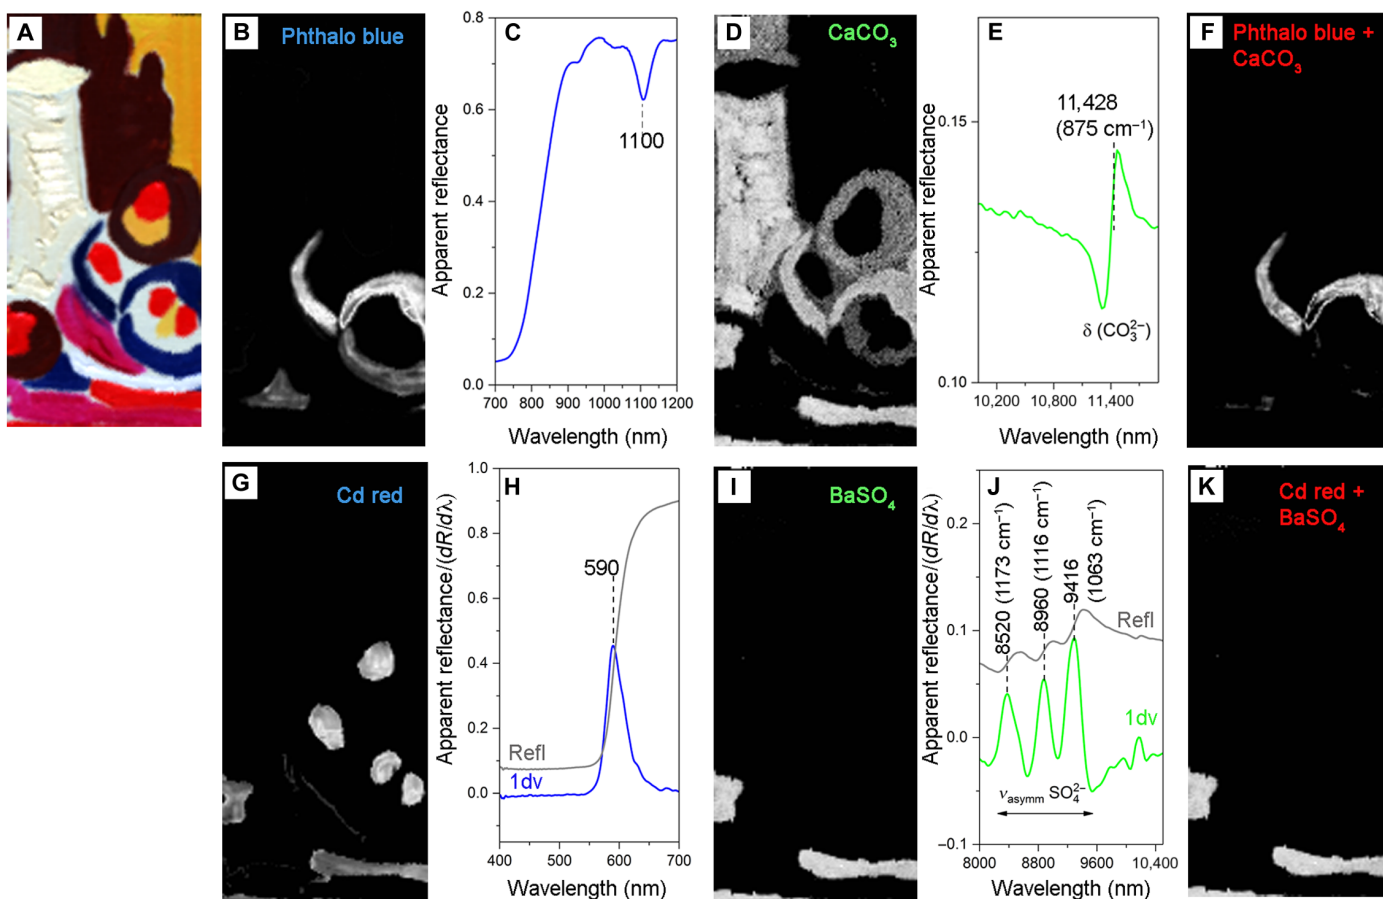 A
B
Phthalo blue
C
Apparent reflectance
0.8
0.6
0.4
0.2
0.0
1100
700 800 900 1000 1100 1200
Wavelength (nm)
D
CaCO3
E
Apparent reflectance
0.15
0.10
11,428
(875 cm–1)
δ (CO3 2–)
10,200 10,800 11,400
Wavelength (nm)
F
Phthalo blue +
CaCO3
G
Cd red
H
Apparent reflectance/(dR/dλ)
1.0
0.8
0.6
0.4
0.2
0.0
590
Refl
1dv
400 500 600 700
Wavelength (nm)
I
BaSO4
J
Apparent reflectance/(dR/dλ)
0.2
0.1
0.0
–0.1
8520 (1173 cm–1)
8960 (1116 cm–1)
9416
(1063 cm–1)
Refl
1dv
νasymm SO4 2–
8000 8800 9600 10,400
Wavelength (nm)
K
Cd red +
BaSO4